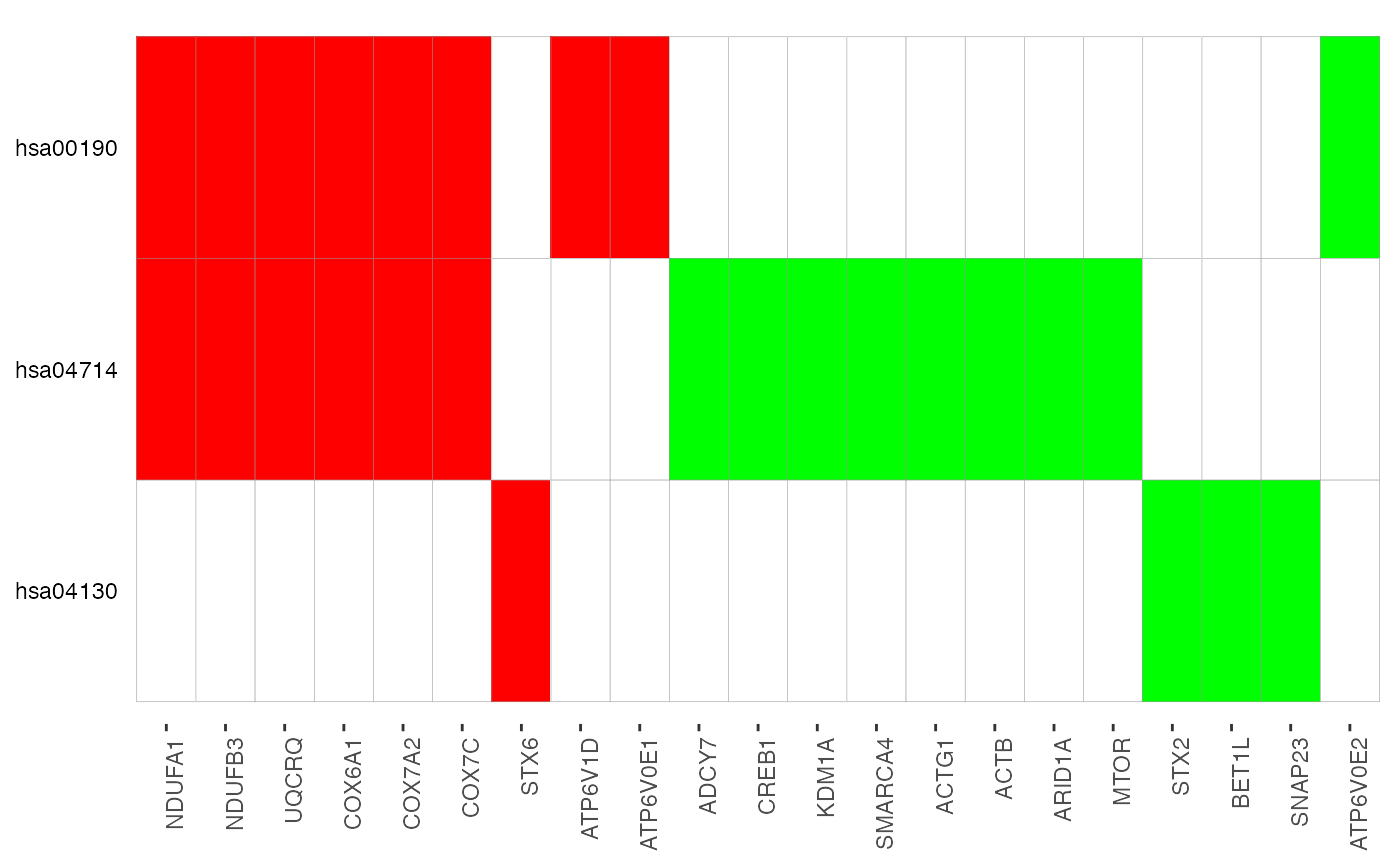 hsa00190
hsa04714
hsa04130
NDUFA1
NDUFB3
UQCRQ
COX6A1
COX7A2
COX7C
STX6
ATP6V1D
ATP6V0E1
ADCY7
CREB1
KDM1A
SMARCA4
ACTG1
ACTB
ARID1A
MTOR
STX2
BET1L
SNAP23
ATP6V0E2